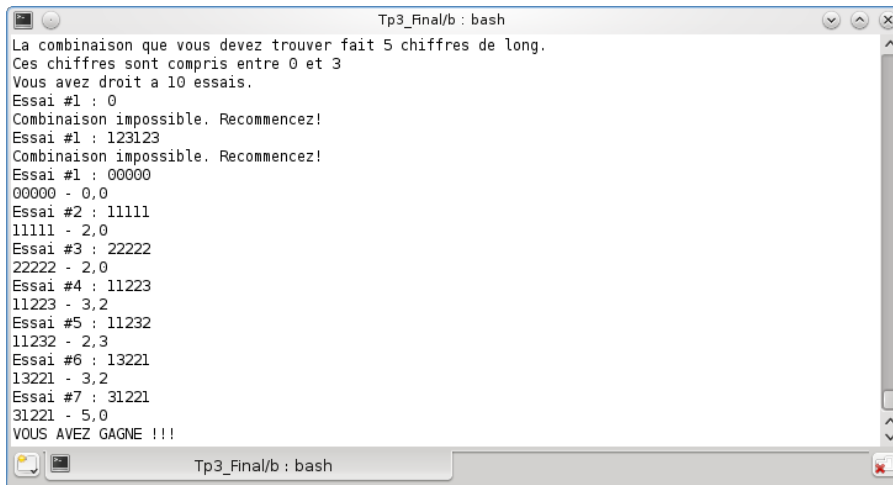 Tp3_Final/b : bash
La combinaison que vous devez trouver fait 5 chiffres de long.
Ces chiffres sont compris entre 0 et 3
Vous avez droit a 10 essais.
Essai #1 : 0
Combinaison impossible. Recommencez!
Essai #1 : 123123
Combinaison impossible. Recommencez!
Essai #1 : 00000
00000 - 0,0
Essai #2 : 11111
11111 - 2,0
Essai #3 : 22222
22222 - 2,0
Essai #4 : 11223
11223 - 3,2
Essai #5 : 11232
11232 - 2,3
Essai #6 : 13221
13221 - 3,2
Essai #7 : 31221
31221 - 5,0
VOUS AVEZ GAGNE !!!
Tp3_Final/b : bash